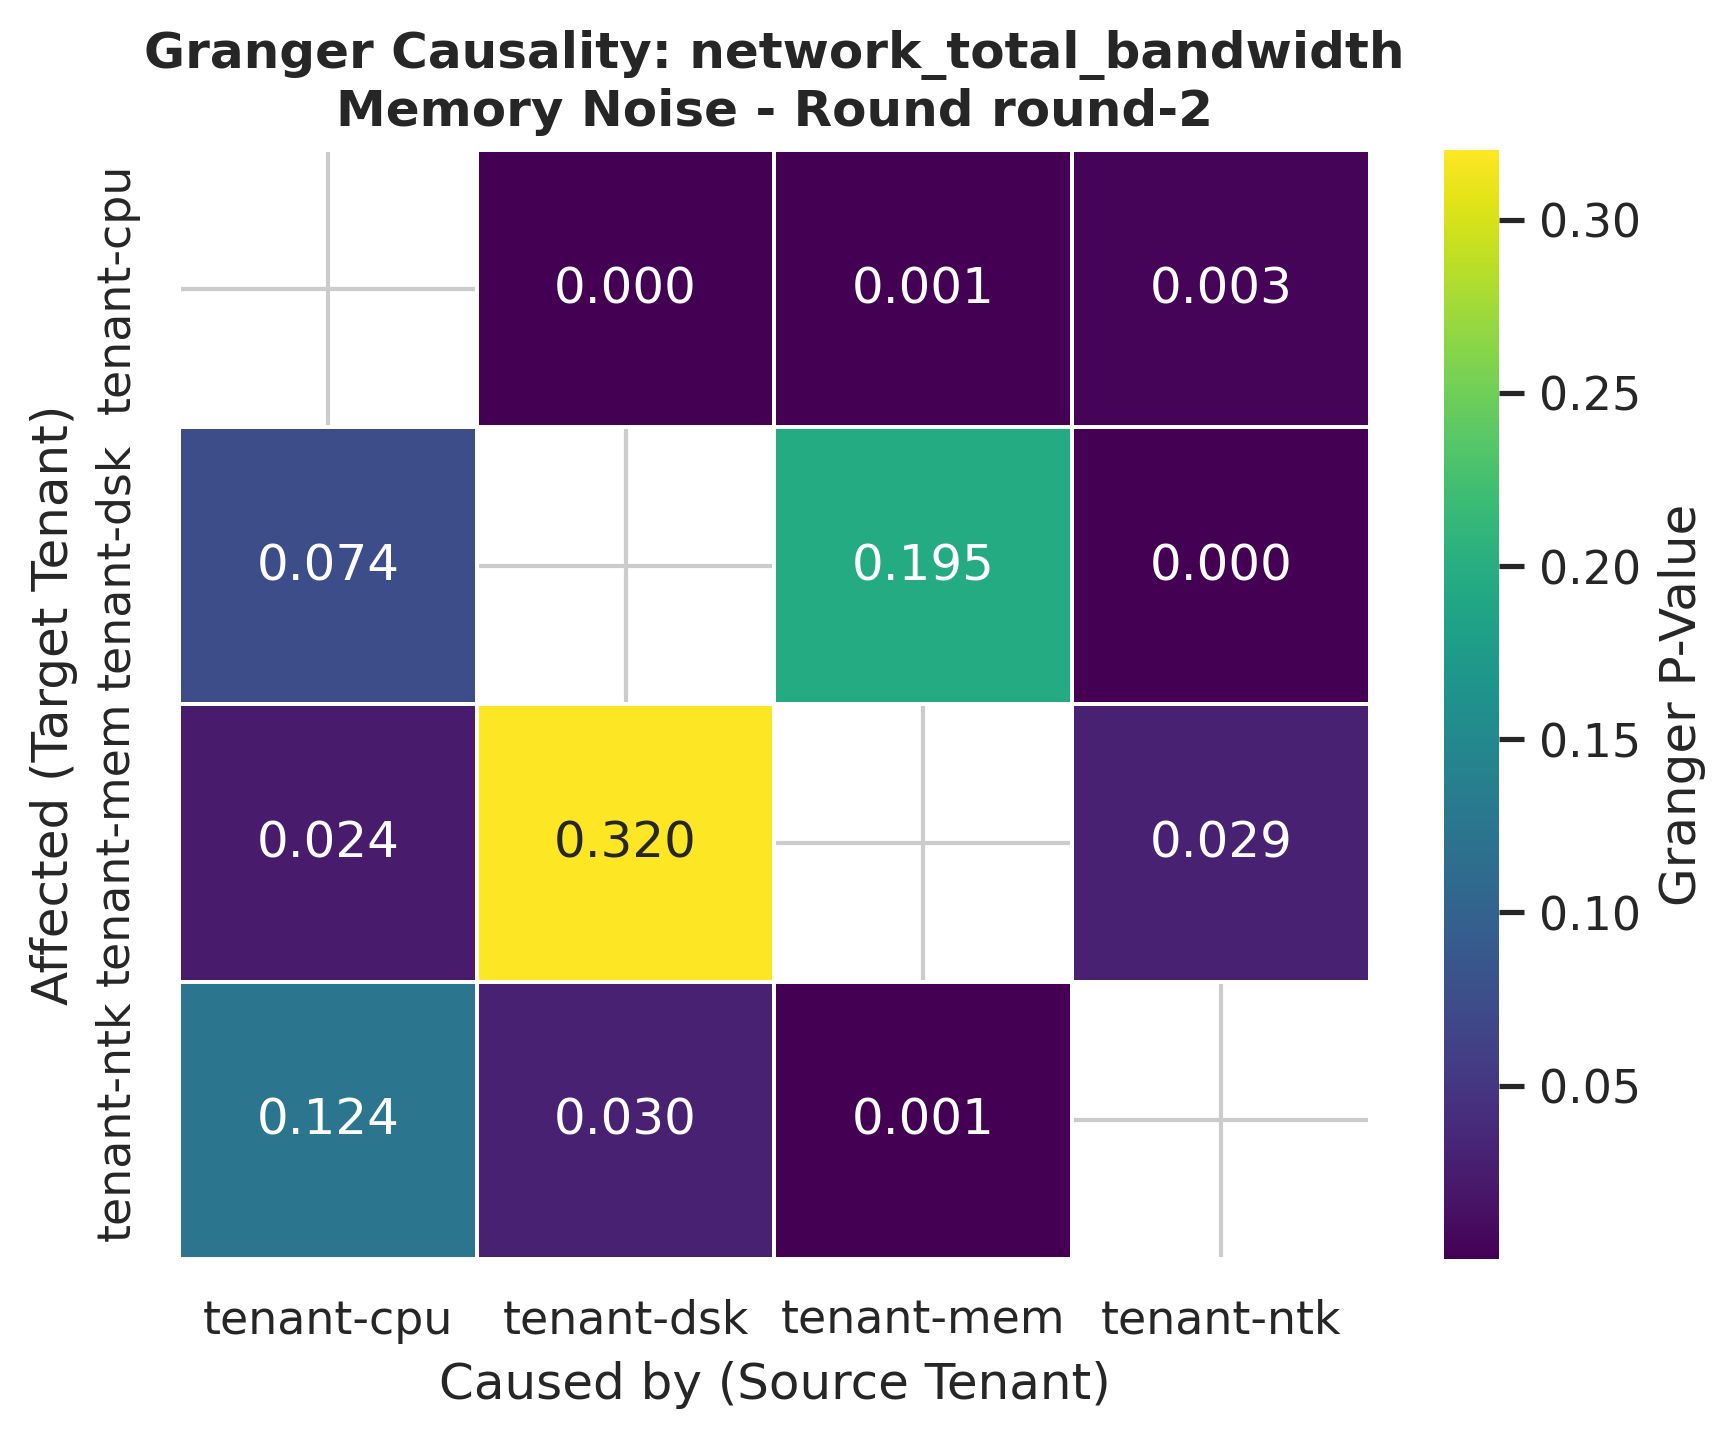 Granger Causality: network_total_bandwidth
Memory Noise - Round round-2
Affected (Target Tenant)
tenant-cpu
0.000 0.001 0.003
tenant-dsk
0.074 0.195 0.000
tenant-mem
0.024 0.320 0.029
tenant-ntk
0.124 0.030 0.001
tenant-cpu tenant-dsk tenant-mem tenant-ntk
Caused by (Source Tenant)
0.30
0.25
0.20
0.15
0.10
0.05
Granger P-Value